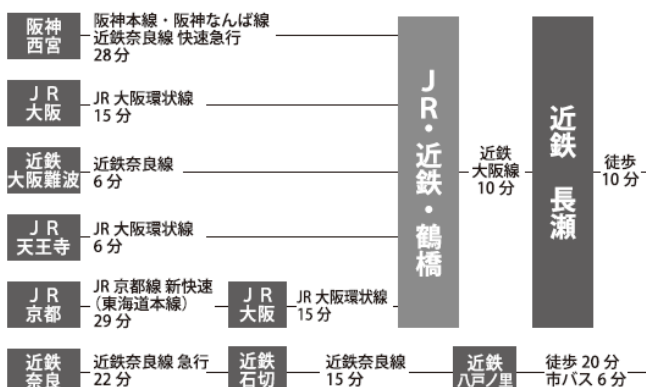 阪神
西宮
阪神本線・阪神なんば線
近鉄奈良線 快速急行
28分
JR
大阪
JR 大阪環状線
15分
近鉄
大阪難波
近鉄奈良線
6分
JR
天王寺
JR 大阪環状線
6分
JR
京都
JR 京都線 新快速
（東海道本線）
29分
JR
大阪
JR 大阪環状線
15分
JR・近鉄・鶴橋
近鉄
大阪線
10分
近鉄 長瀬
徒歩
10分
近鉄
奈良
近鉄奈良線 急行
22分
近鉄
石切
近鉄奈良線
15分
近鉄
八戸ノ里
徒歩 20分
市バス 6分